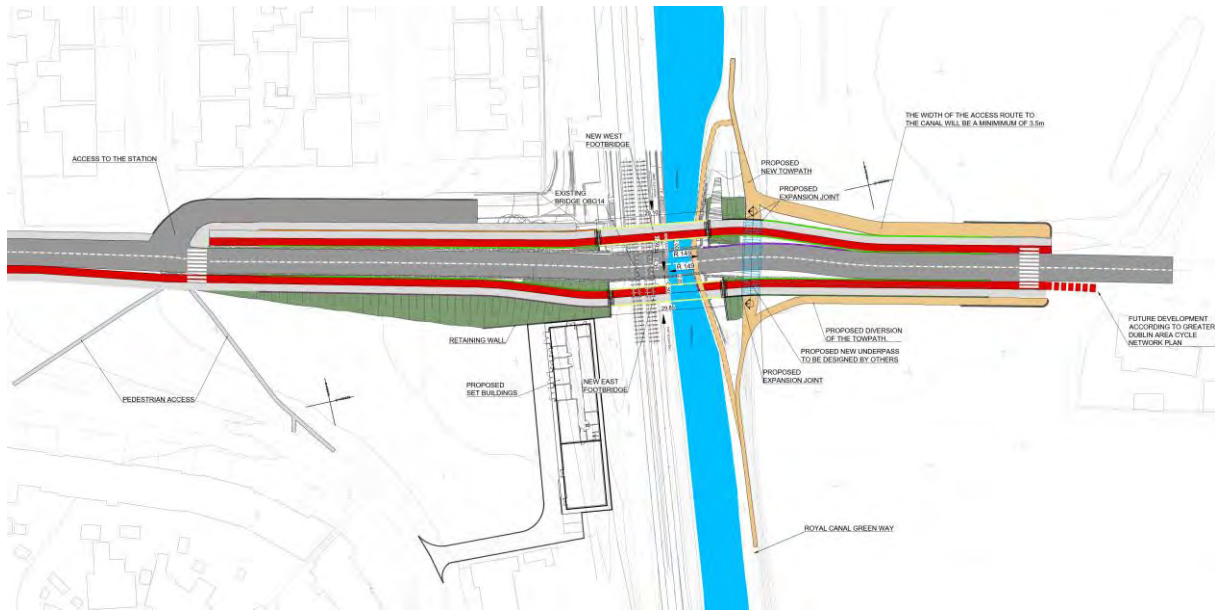 THE WIDTH OF THE ACCESS ROUTE TO
THE CANAL WILL BE A MINIMIMUM OF 3.5m
NEW WEST
FOOTBRIDGE
ACCESS TO THE STATION
PROPOSED
NEW TOWPATH
EXISTING
BRIDGE OBG14
PROPOSED
EXPANSION JOINT
R 149
R 149
RETAINING WALL
PROPOSED DIVERSION
OF THE TOWPATH.
FUTURE DEVELOPMENT
ACCORDING TO GREATER
DUBLIN AREA CYCLE
NETWORK PLAN
PROPOSED NEW UNDERPASS
TO BE DESIGNED BY OTHERS
PROPOSED
EXPANSION JOINT
PROPOSED
SET BUILDINGS
NEW EAST
FOOTBRIDGE
PEDESTRIAN ACCESS
ROYAL CANAL GREEN WAY